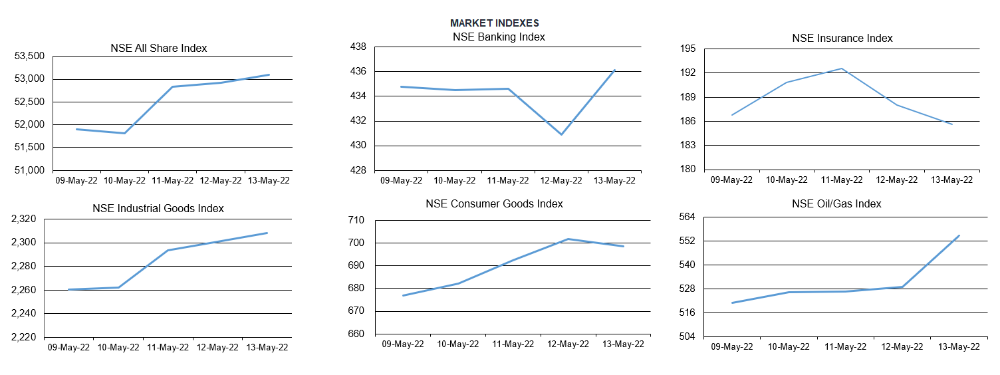 MARKET INDEXES
NSE All Share Index
53,500
53,000
52,500
52,000
51,500
51,000
09-May-22 10-May-22 11-May-22 12-May-22 13-May-22
NSE Banking Index
438
436
434
432
430
428
09-May-22 10-May-22 11-May-22 12-May-22 13-May-22
NSE Insurance Index
195
192
189
186
183
180
09-May-22 10-May-22 11-May-22 12-May-22 13-May-22
NSE Industrial Goods Index
2,320
2,300
2,280
2,260
2,240
2,220
09-May-22 10-May-22 11-May-22 12-May-22 13-May-22
NSE Consumer Goods Index
710
700
690
680
670
660
09-May-22 10-May-22 11-May-22 12-May-22 13-May-22
NSE Oil/Gas Index
564
552
540
528
516
504
09-May-22 10-May-22 11-May-22 12-May-22 13-May-22